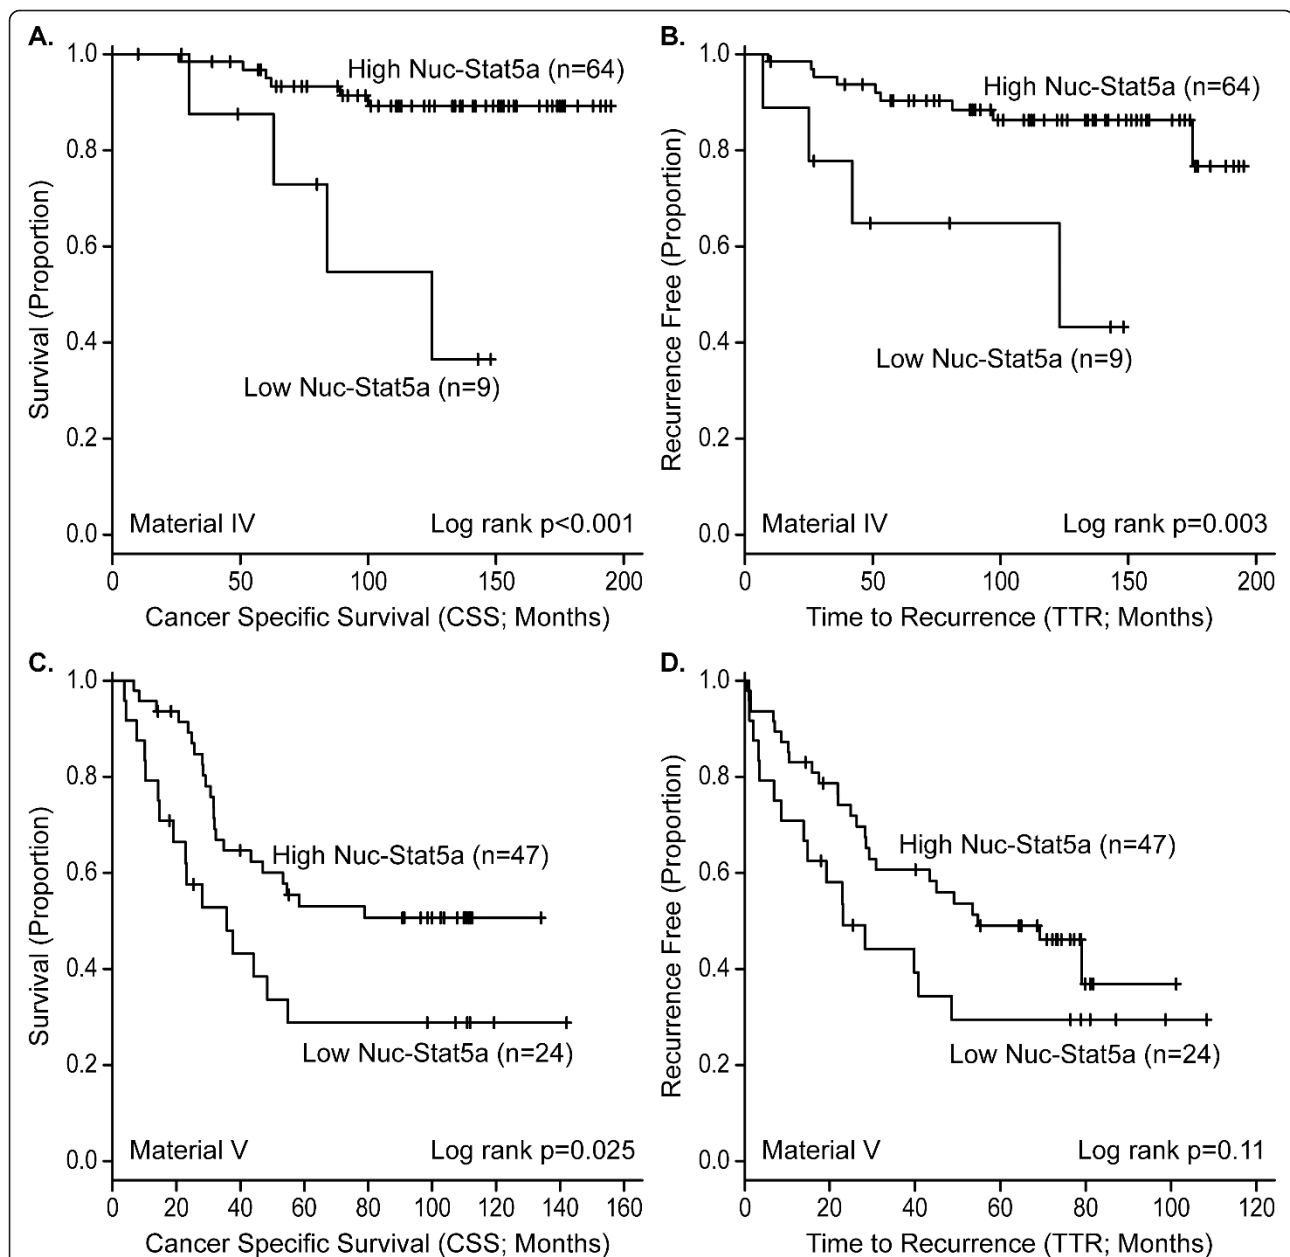 A.
1.0
0.8
0.6
0.4
0.2
0.0
Survival (Proportion)
High Nuc-Stat5a (n=64)
Low Nuc-Stat5a (n=9)
Material IV
Log rank p<0.001
0 50 100 150 200
Cancer Specific Survival (CSS; Months)
B.
1.0
0.8
0.6
0.4
0.2
0.0
Recurrence Free (Proportion)
High Nuc-Stat5a (n=64)
Low Nuc-Stat5a (n=9)
Material IV
Log rank p=0.003
0 50 100 150 200
Time to Recurrence (TTR; Months)
C.
1.0
0.8
0.6
0.4
0.2
0.0
Survival (Proportion)
High Nuc-Stat5a (n=47)
Low Nuc-Stat5a (n=24)
Material V
Log rank p=0.025
0 20 40 60 80 100 120 140 160
Cancer Specific Survival (CSS; Months)
D.
1.0
0.8
0.6
0.4
0.2
0.0
Recurrence Free (Proportion)
High Nuc-Stat5a (n=47)
Low Nuc-Stat5a (n=24)
Material V
Log rank p=0.11
0 20 40 60 80 100 120
Time to Recurrence (TTR; Months)